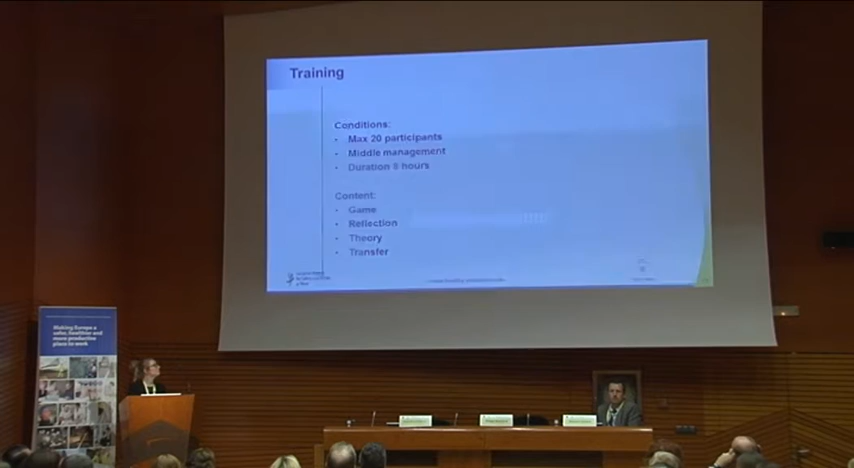 Training
Conditions:
- Max 20 participants
- Middle management
- Duration 8 hours
Content:
- Game
- Reflection
- Theory
- Transfer
Making Europe a
safer, healthier and
more productive
place to work